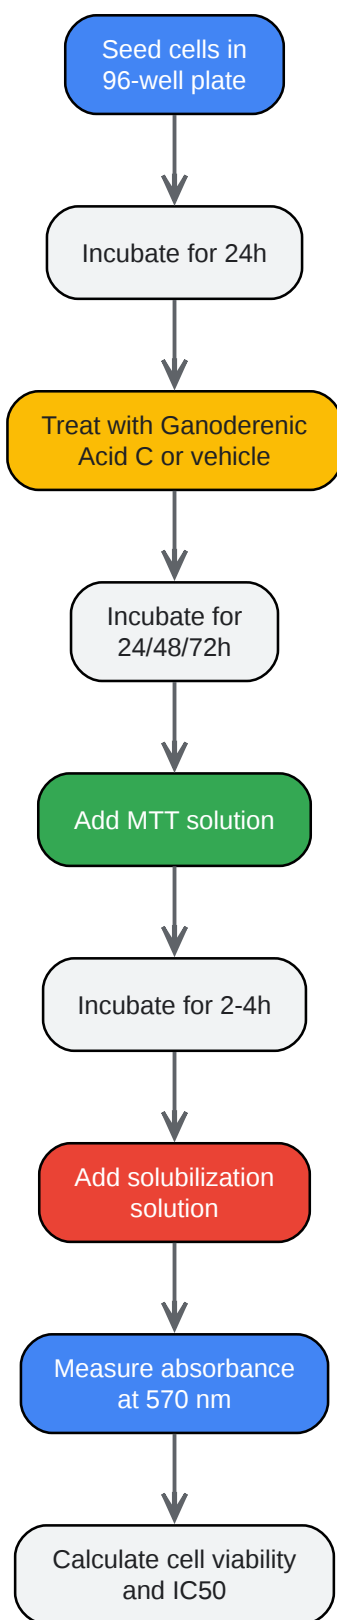 Seed cells in
96-well plate
Incubate for 24h
Treat with Ganoderenic
Acid C or vehicle
Incubate for
24/48/72h
Add MTT solution
Incubate for 2-4h
Add solubilization
solution
Measure absorbance
at 570 nm
Calculate cell viability
and IC50